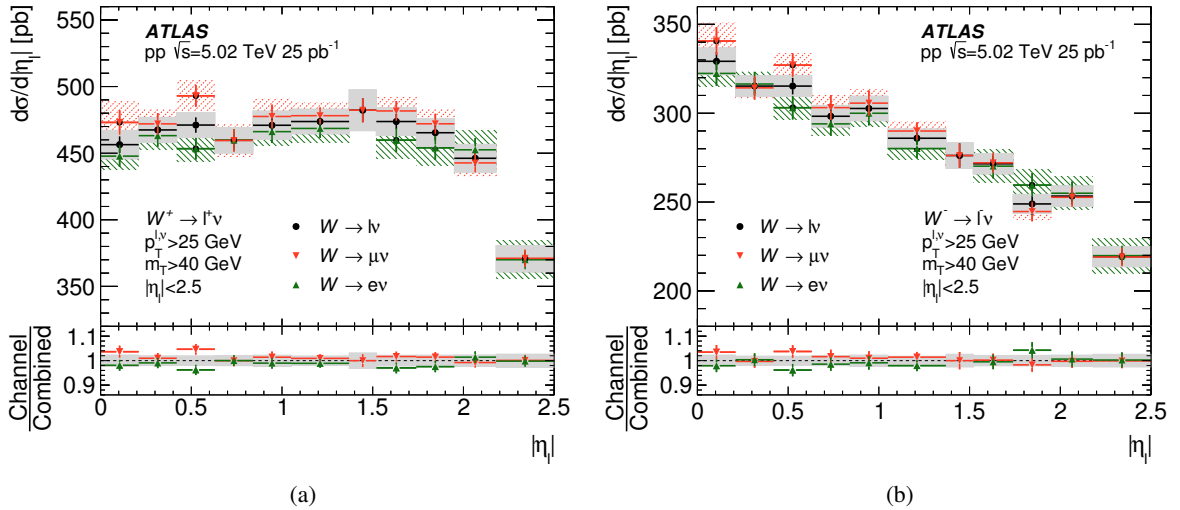 dσ/d|η_l| [pb]
550
500
450
400
350
ATLAS
pp √s=5.02 TeV 25 pb⁻¹
W⁺ → l⁺ν
p_T^{l,ν}>25 GeV
m_T>40 GeV
|η_l|<2.5
W → lν
W → μν
W → eν
Channel
Combined
1.1
1
0.9
0 0.5 1 1.5 2 2.5
|η_l|
(a)
dσ/d|η_l| [pb]
350
300
250
200
ATLAS
pp √s=5.02 TeV 25 pb⁻¹
W → lν
W → μν
W → eν
W⁻ → l⁻ν
p_T^{l,ν}>25 GeV
m_T>40 GeV
|η_l|<2.5
Channel
Combined
1.1
1
0.9
0 0.5 1 1.5 2 2.5
|η_l|
(b)